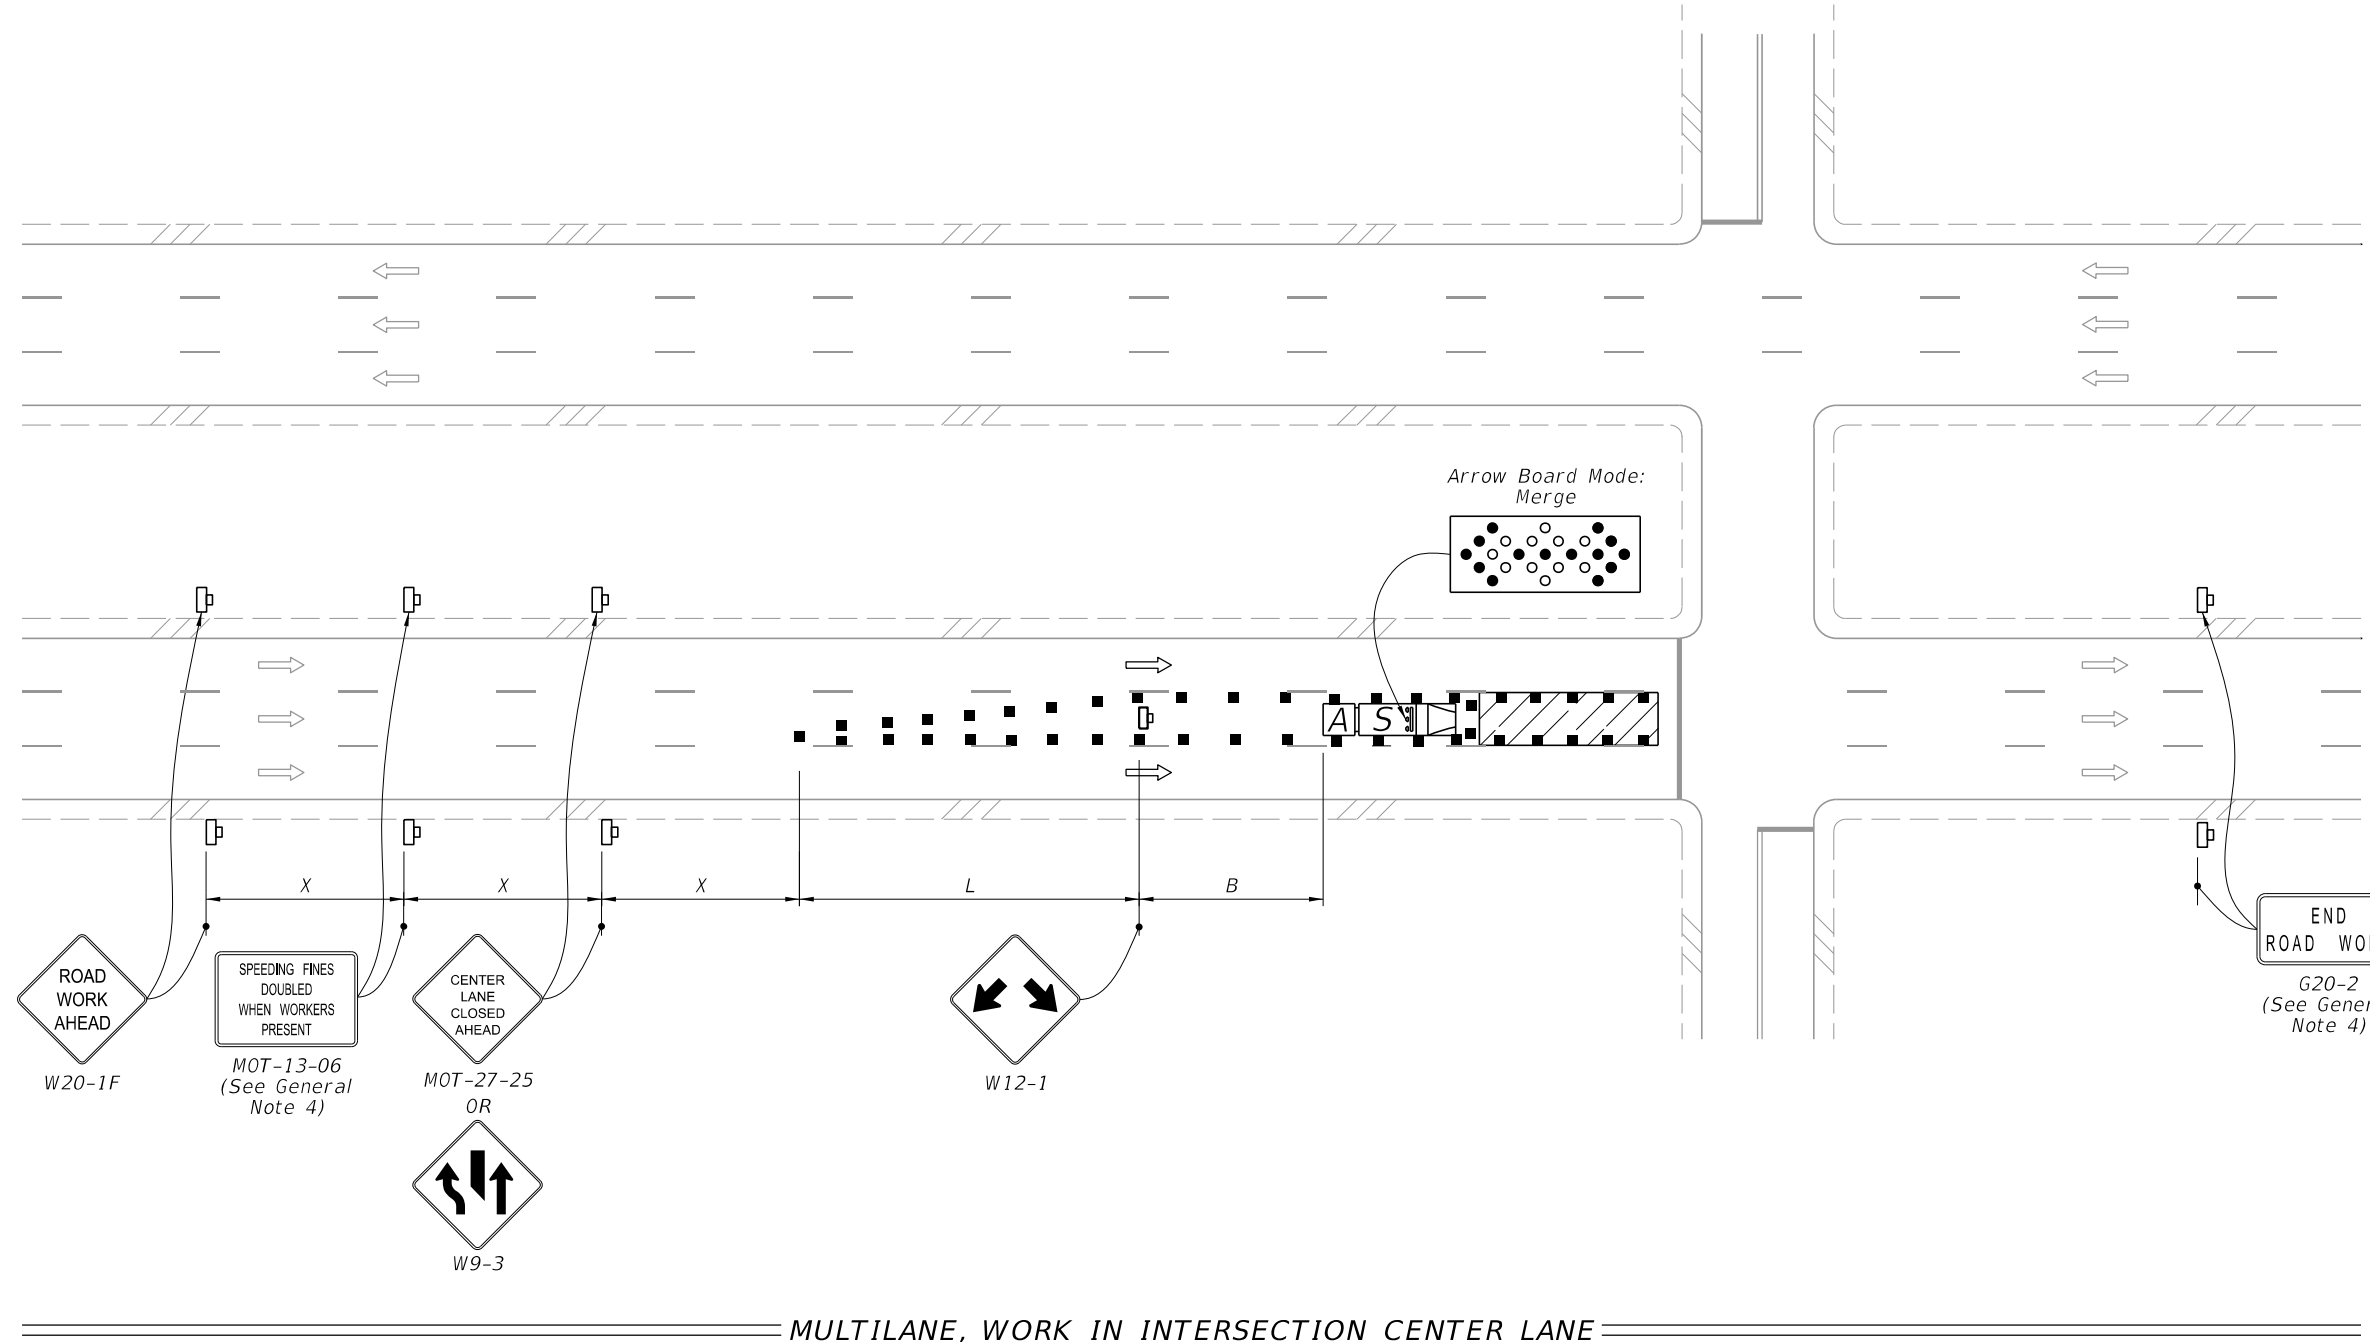 Arrow Board Mode:
Merge
A S
X X X L B
ROAD
WORK
AHEAD
W20-1F
SPEEDING FINES
DOUBLED
WHEN WORKERS
PRESENT
MOT-13-06
(See General
Note 4)
CENTER
LANE
CLOSED
AHEAD
MOT-27-25
OR
W9-3
W12-1
END
ROAD WO
G20-2
(See Gener
Note 4)
MULTILANE, WORK IN INTERSECTION CENTER LANE